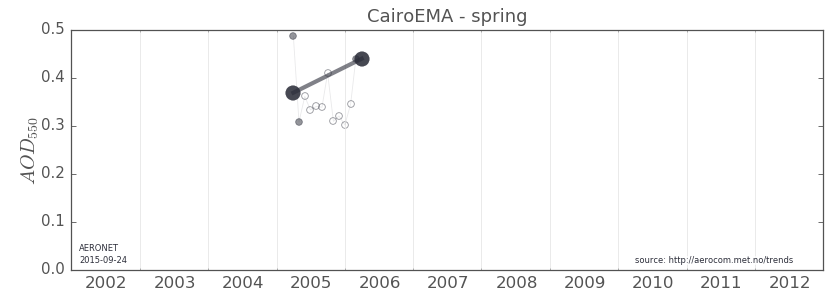 CairoEMA - spring
0.5
0.4
0.3
0.2
0.1
0.0
AOD550
AERONET
2015-09-24
source: http://aerocom.met.no/trends
2002 2003 2004 2005 2006 2007 2008 2009 2010 2011 2012